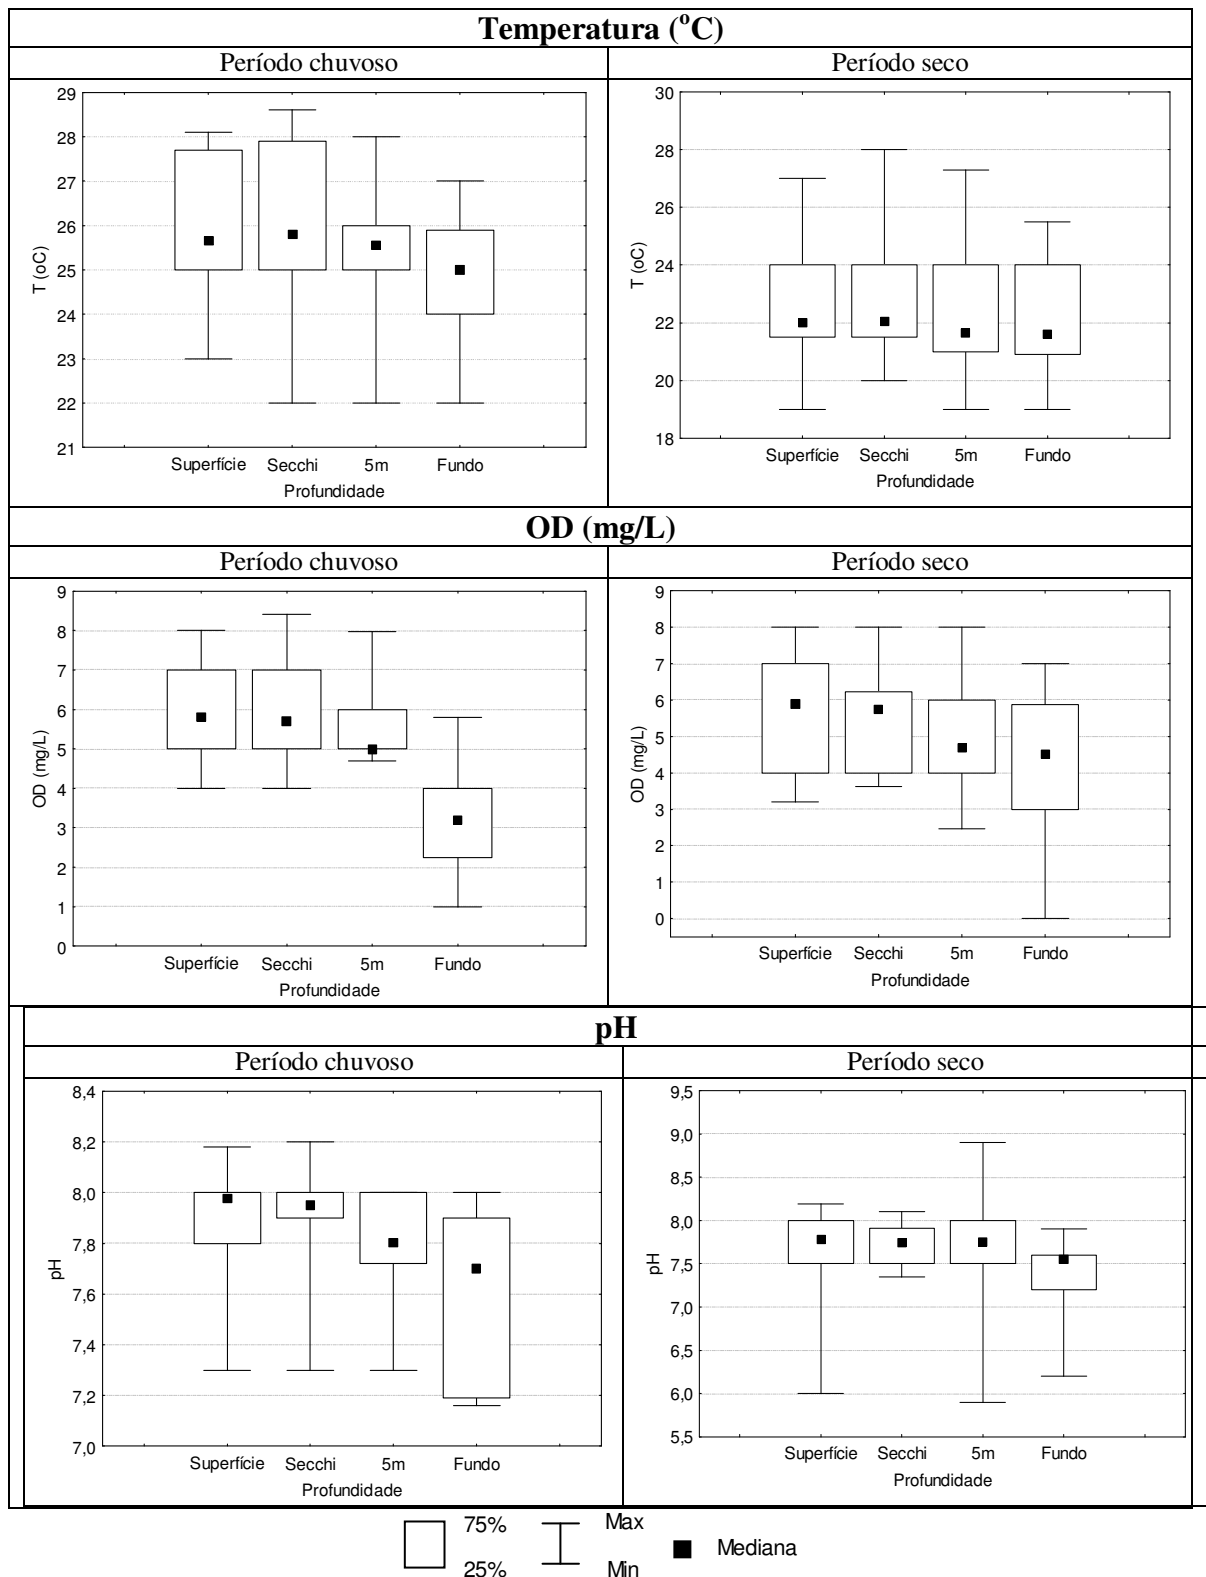 Temperatura (°C)
Período chuvoso
Período seco
29
28
27
26
25
24
23
22
21
T (oC)
Superfície Secchi 5m Fundo
Profundidade
30
28
26
24
22
20
18
T (oC)
Superfície Secchi 5m Fundo
Profundidade
OD (mg/L)
Período chuvoso
Período seco
9
8
7
6
5
4
3
2
1
0
OD (mg/L)
Superfície Secchi 5m Fundo
Profundidade
9
8
7
6
5
4
3
2
1
0
OD (mg/L)
Superfície Secchi 5m Fundo
Profundidade
pH
Período chuvoso
Período seco
8,4
8,2
8,0
7,8
7,6
7,4
7,2
7,0
pH
Superfície Secchi 5m Fundo
Profundidade
9,5
9,0
8,5
8,0
7,5
7,0
6,5
6,0
5,5
pH
Superfície Secchi 5m Fundo
Profundidade
75%
25%
Max
Min
Mediana